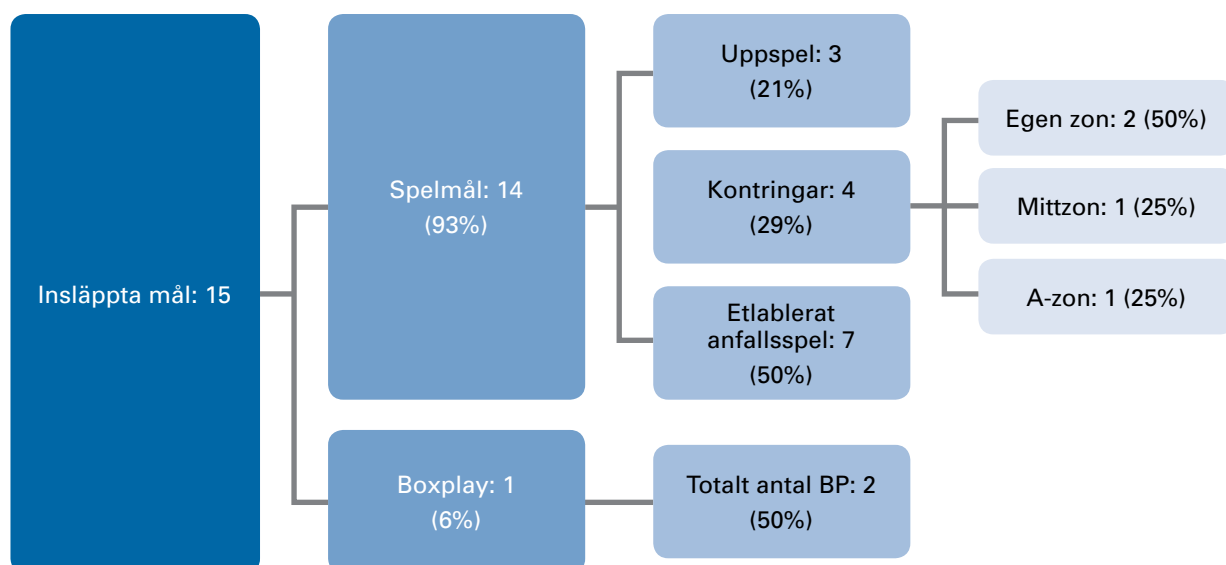 Insläppta mål: 15
Spelmål: 14
(93%)
Boxplay: 1
(6%)
Uppspel: 3
(21%)
Kontringar: 4
(29%)
Etlablerat
anfallsspel: 7
(50%)
Totalt antal BP: 2
(50%)
Egen zon: 2 (50%)
Mittzon: 1 (25%)
A-zon: 1 (25%)